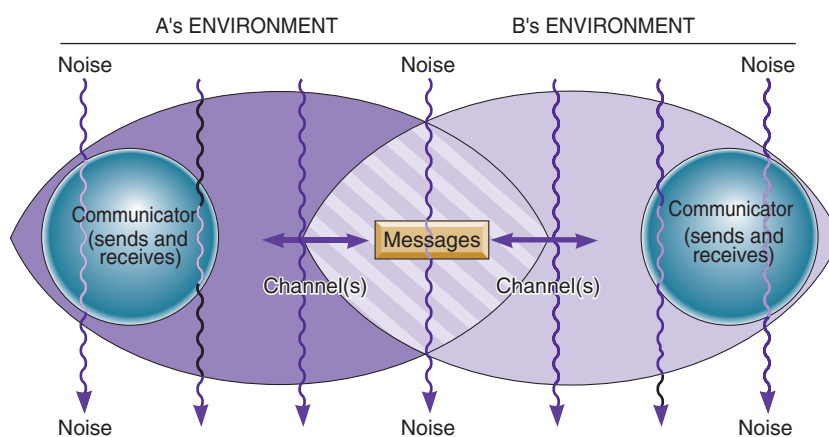 A's ENVIRONMENT
B's ENVIRONMENT
Noise
Noise
Noise
Communicator
(sends and
receives)
Messages
Communicator
(sends and
receives)
Channel(s)
Channel(s)
Noise
Noise
Noise